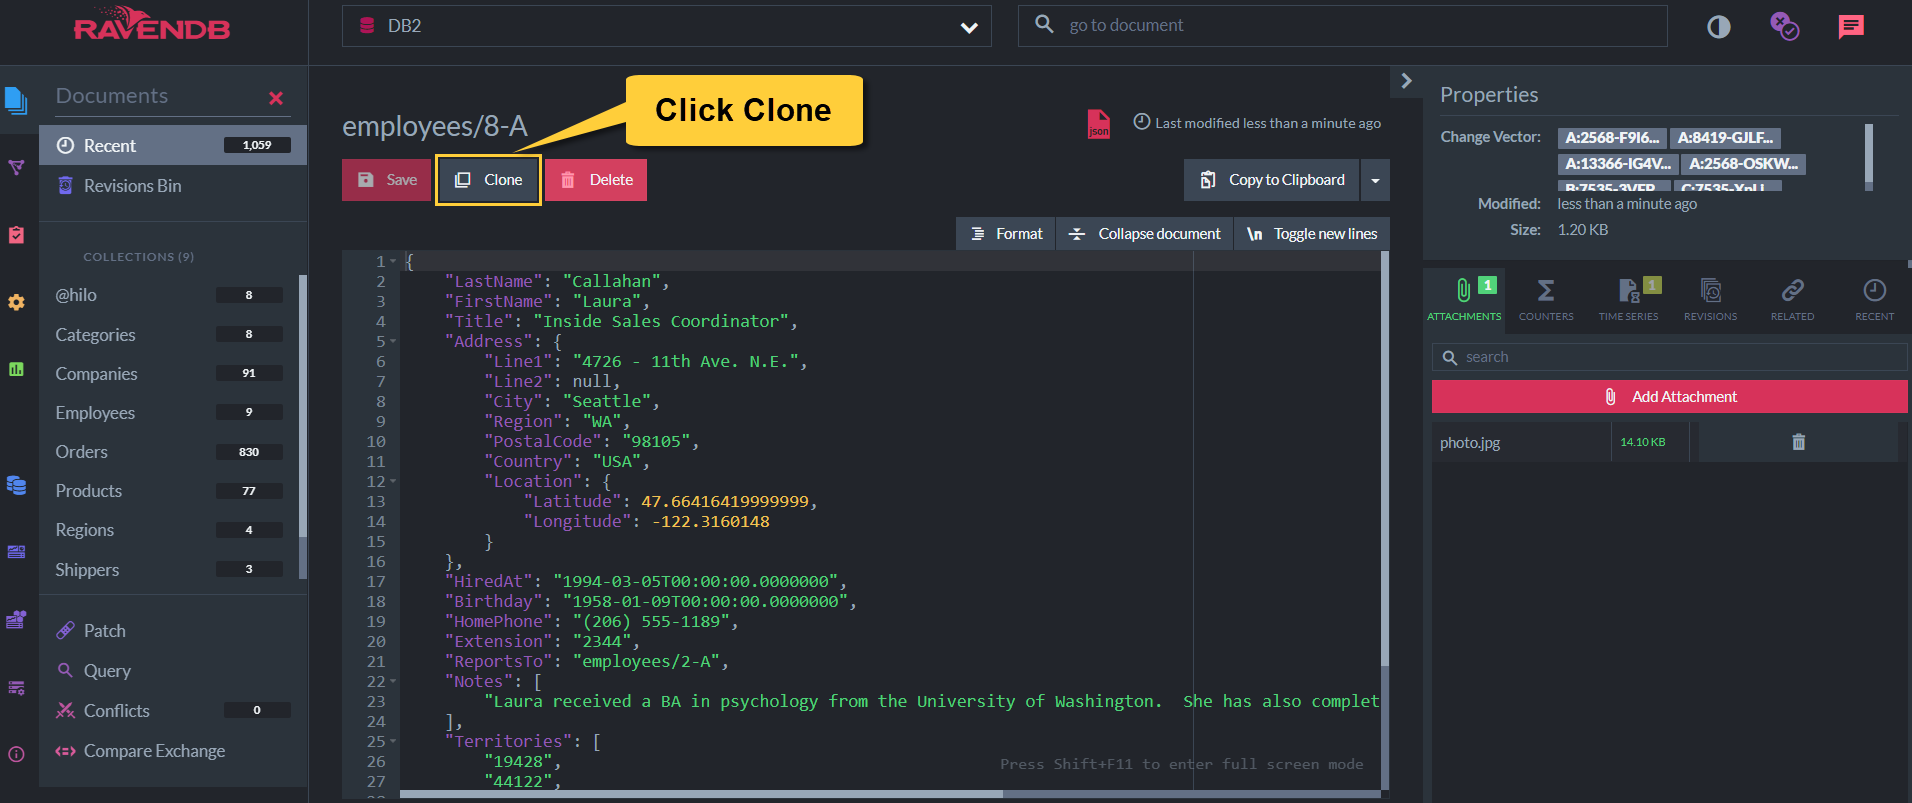 RAVENDB
DB2
go to document
Documents
Recent 1,059
Revisions Bin
COLLECTIONS (9)
@hilo 8
Categories 8
Companies 91
Employees 9
Orders 830
Products 77
Regions 4
Shippers 3
Patch
Query
Conflicts 0
Compare Exchange
employees/8-A
Click Clone
json
Last modified less than a minute ago
Save
Clone
Delete
Copy to Clipboard
Format
Collapse document
\n Toggle new lines
1 {
2 "LastName": "Callahan",
3 "FirstName": "Laura",
4 "Title": "Inside Sales Coordinator",
5 "Address": {
6 "Line1": "4726 - 11th Ave. N.E.",
7 "Line2": null,
8 "City": "Seattle",
9 "Region": "WA",
10 "PostalCode": "98105",
11 "Country": "USA",
12 "Location": {
13 "Latitude": 47.66416419999999,
14 "Longitude": -122.3160148
15 }
16 },
17 "HiredAt": "1994-03-05T00:00:00.0000000",
18 "Birthday": "1958-01-09T00:00:00.0000000",
19 "HomePhone": "(206) 555-1189",
20 "Extension": "2344",
21 "ReportsTo": "employees/2-A",
22 "Notes": [
23 "Laura received a BA in psychology from the University of Washington.  She has also complet
24 ],
25 "Territories": [
26 "19428",
27 "44122",
Press Shift+F11 to enter full screen mode
Properties
Change Vector: A:2568-F9I6... A:8419-GJLF...
A:13366-IG4V... A:2568-OSKW...
Modified: less than a minute ago
Size: 1.20 KB
1
1
ATTACHMENTS COUNTERS TIME SERIES REVISIONS RELATED RECENT
search
Add Attachment
photo.jpg 14.10 KB